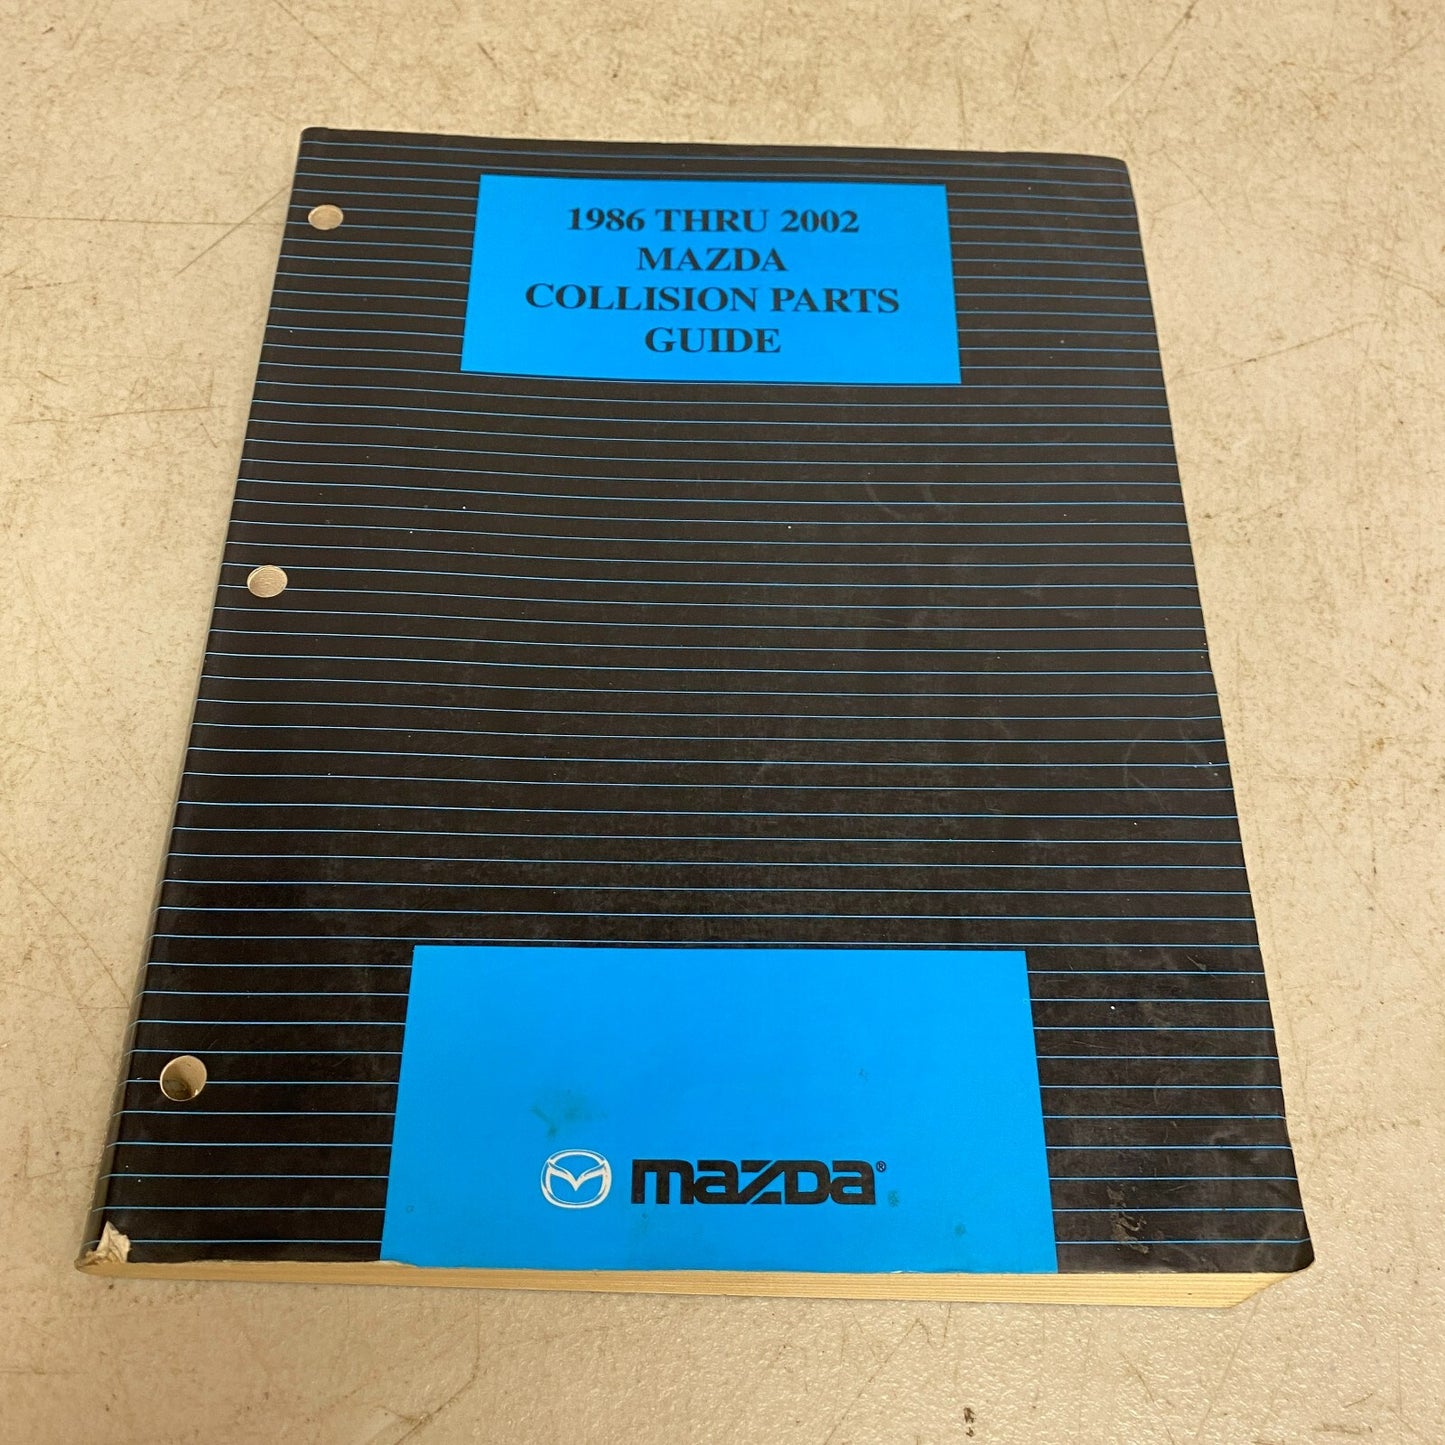 1986 THRU 2002
MAZDA
COLLISION PARTS
GUIDE
mazda®